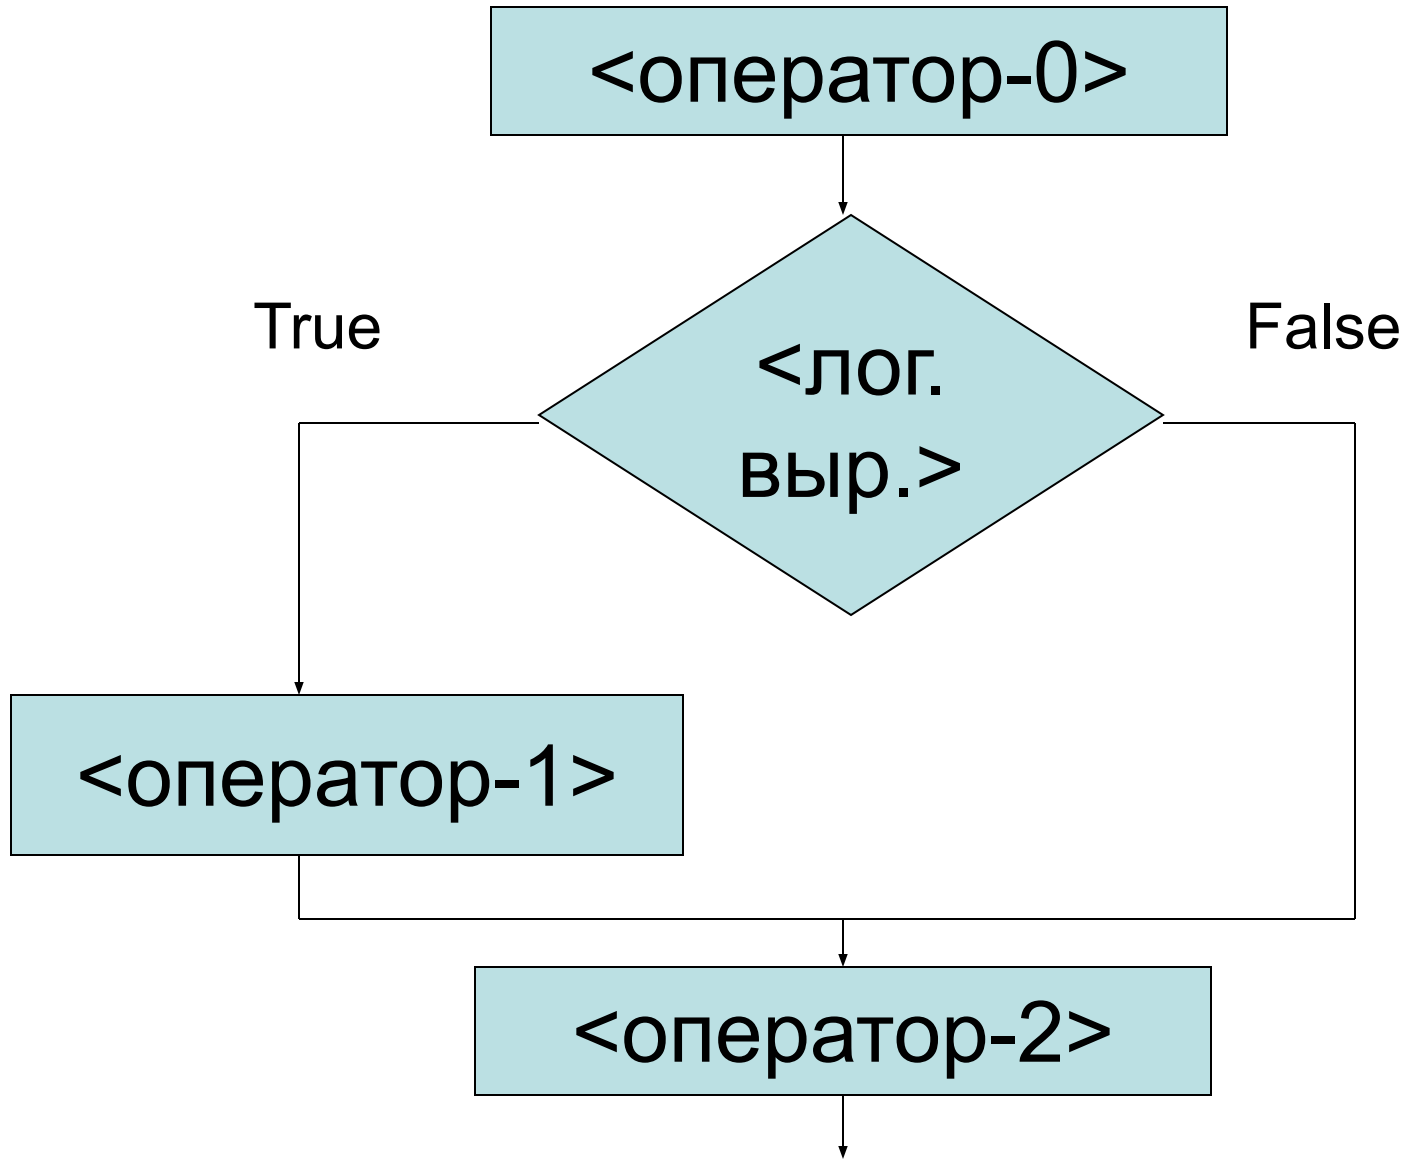 <оператор-0>
True
False
<лог.
выр.>
<оператор-1>
<оператор-2>